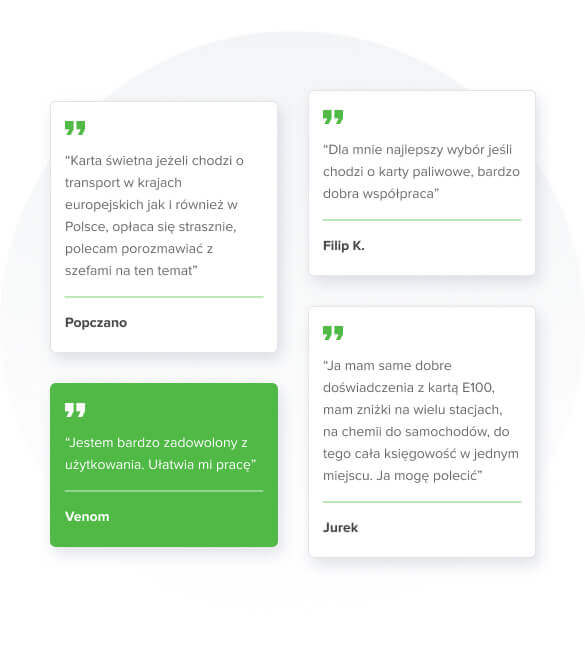 “Karta świetna jeżeli chodzi o
transport w krajach
europejskich jak i również w
Polsce, opłaca się strasznie,
polecam porozmawiać z
szefami na ten temat”
Popczano
“Jestem bardzo zadowolony z
użytkowania. Ułatwia mi pracę”
Venom
“Dla mnie najlepszy wybór jeśli
chodzi o karty paliwowe, bardzo
dobra współpraca”
Filip K.
“Ja mam same dobre
doświadczenia z kartą E100,
mam zniżki na wielu stacjach,
na chemii do samochodów, do
tego cała księgowość w jednym
miejscu. Ja mogę polecić”
Jurek